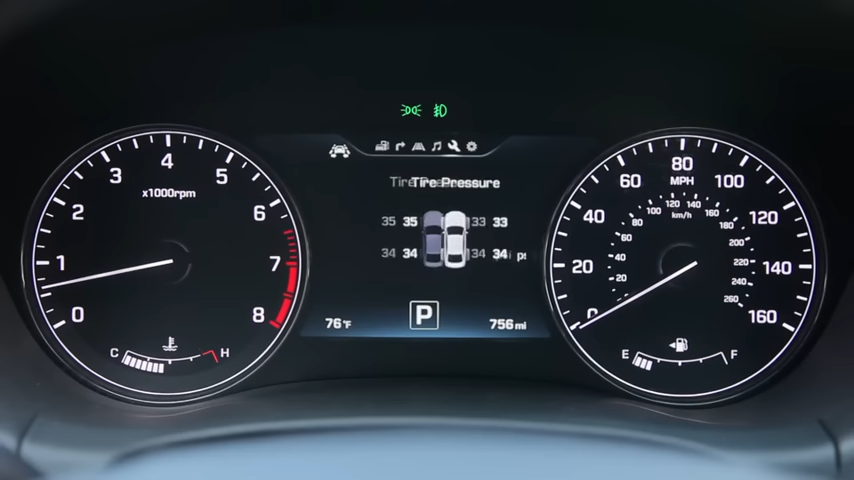 0 1 2 3 4 5 6 7 8
x1000rpm
C H
Tire Pressure
35 35 33 33
34 34 34 34
P
76°F
756 mi
0 20 40 60 80 100 120 140 160
MPH
20 40 60 80 100 120 140 160 180 200 220 240 260
km/h
E F